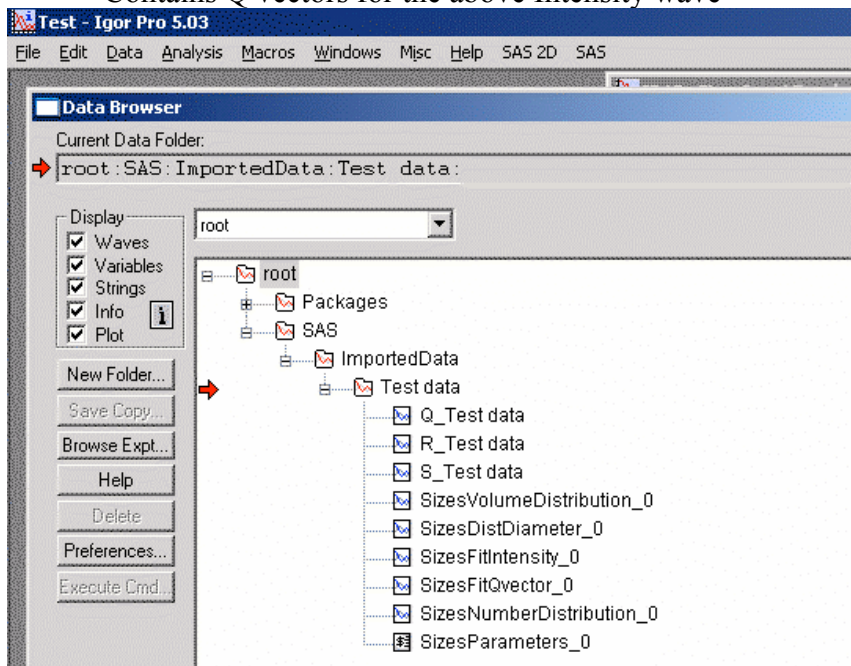 Contains Q vectors for the above Intensity wave
Test - Igor Pro 5.03
File Edit Data Analysis Macros Windows Misc Help SAS 2D SAS
Data Browser
Current Data Folder:
root:SAS:ImportedData:Test data:
Display
Waves
Variables
Strings
Info
Plot
root
New Folder...
Save Copy...
Browse Expt...
Help
Delete
Preferences...
Execute Cmd...
root
Packages
SAS
ImportedData
Test data
Q_Test data
R_Test data
S_Test data
SizesVolumeDistribution_0
SizesDistDiameter_0
SizesFitIntensity_0
SizesFitQvector_0
SizesNumberDistribution_0
SizesParameters_0